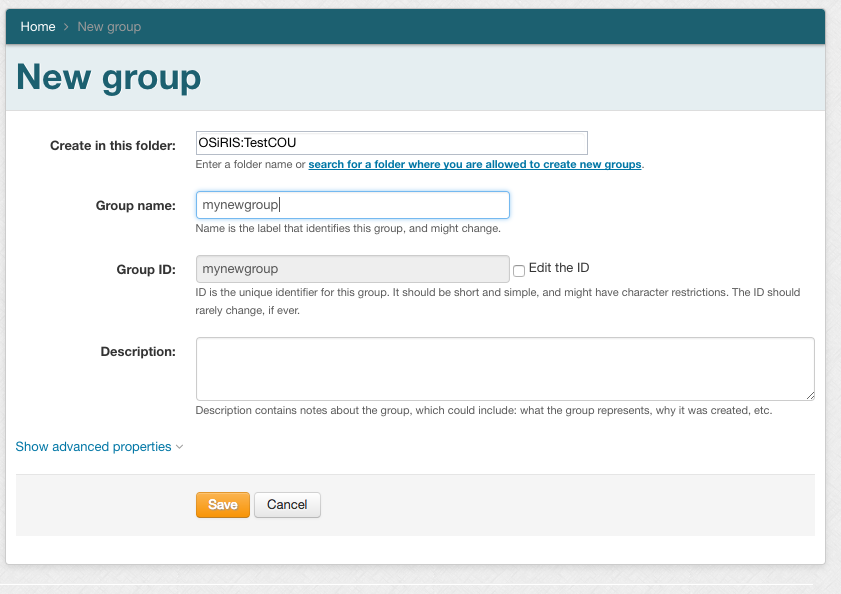 Home > New group
New group
Create in this folder: OSiRIS:TestCOU
Enter a folder name or search for a folder where you are allowed to create new groups.
Group name: mynewgroup
Name is the label that identifies this group, and might change.
Group ID: mynewgroup Edit the ID
ID is the unique identifier for this group. It should be short and simple, and might have character restrictions. The ID should
rarely change, if ever.
Description:
Description contains notes about the group, which could include: what the group represents, why it was created, etc.
Show advanced properties
Save Cancel